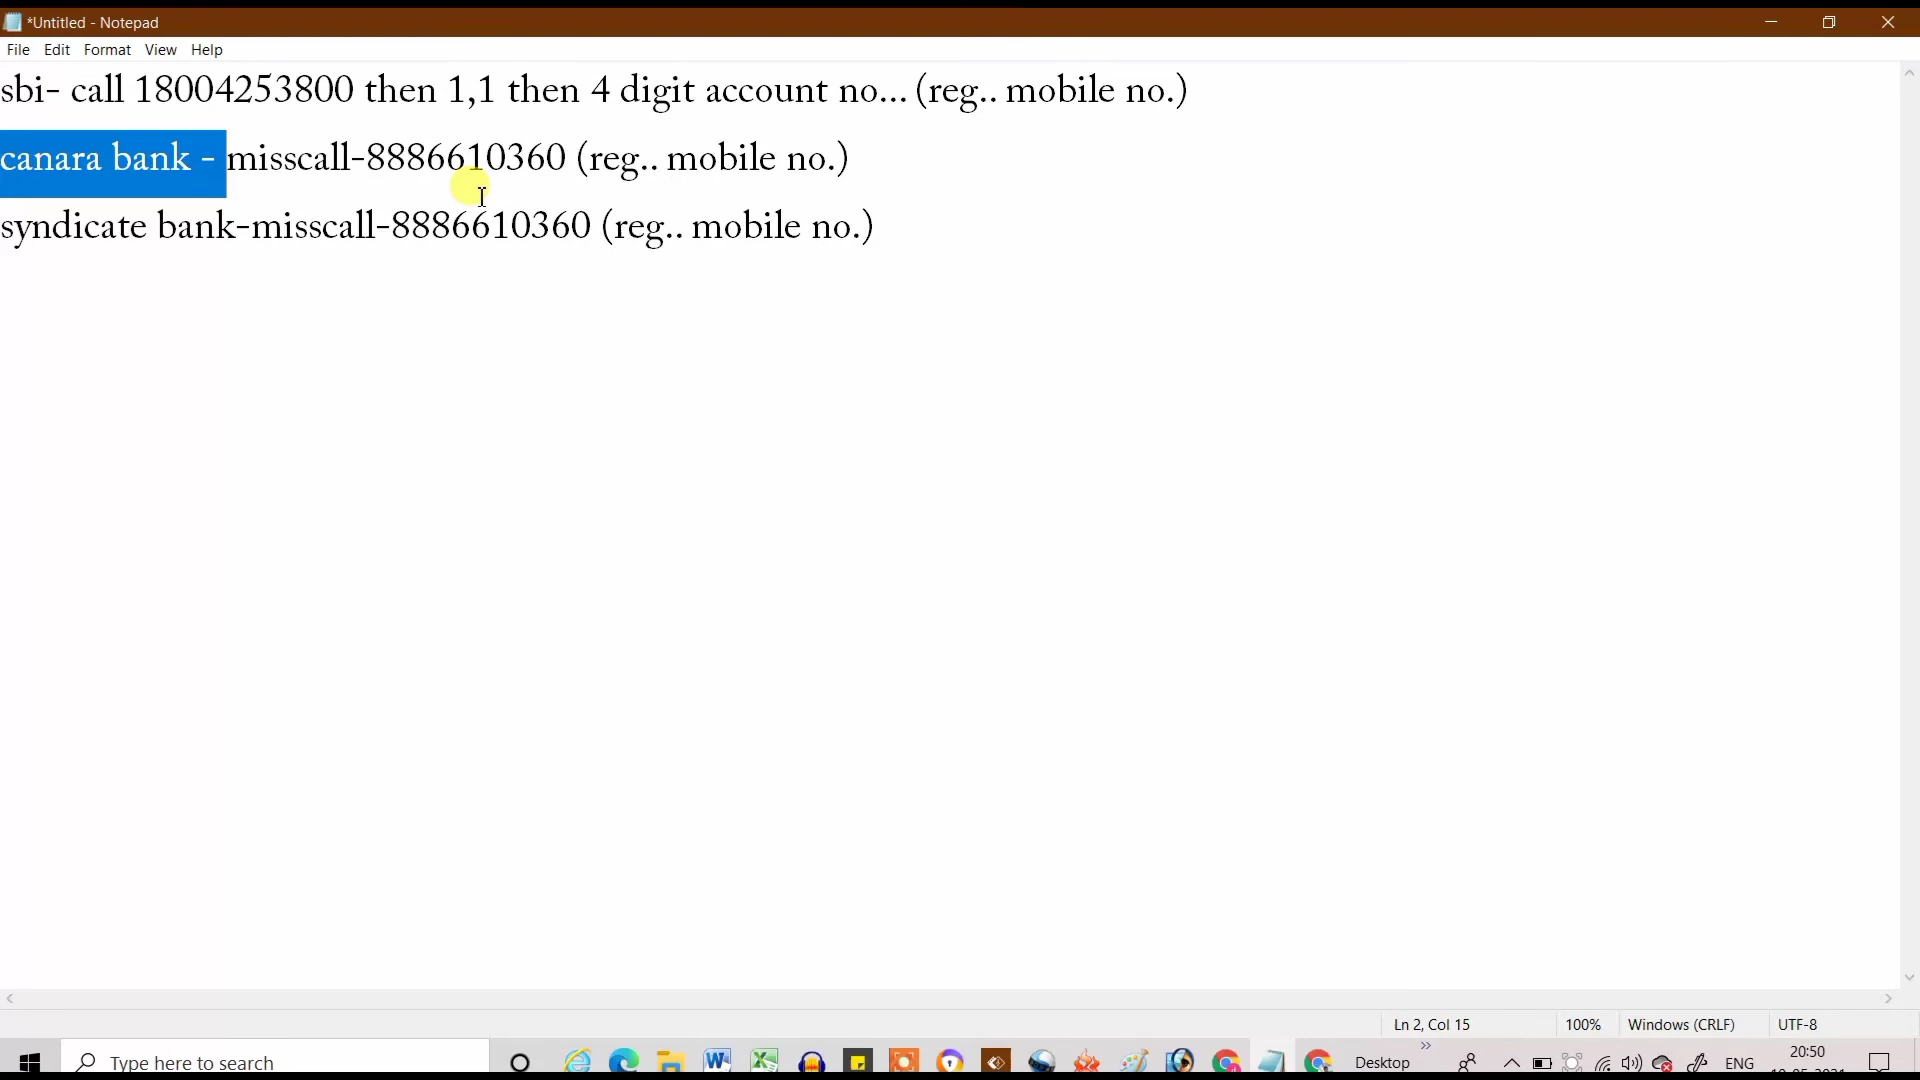 *Untitled - Notepad
File Edit Format View Help
sbi- call 18004253800 then 1,1 then 4 digit account no... (reg.. mobile no.)
canara bank - misscall-8886610360 (reg.. mobile no.)
syndicate bank-misscall-8886610360 (reg.. mobile no.)
Ln 2, Col 15 100% Windows (CRLF) UTF-8
Type here to search Desktop ENG 20:50